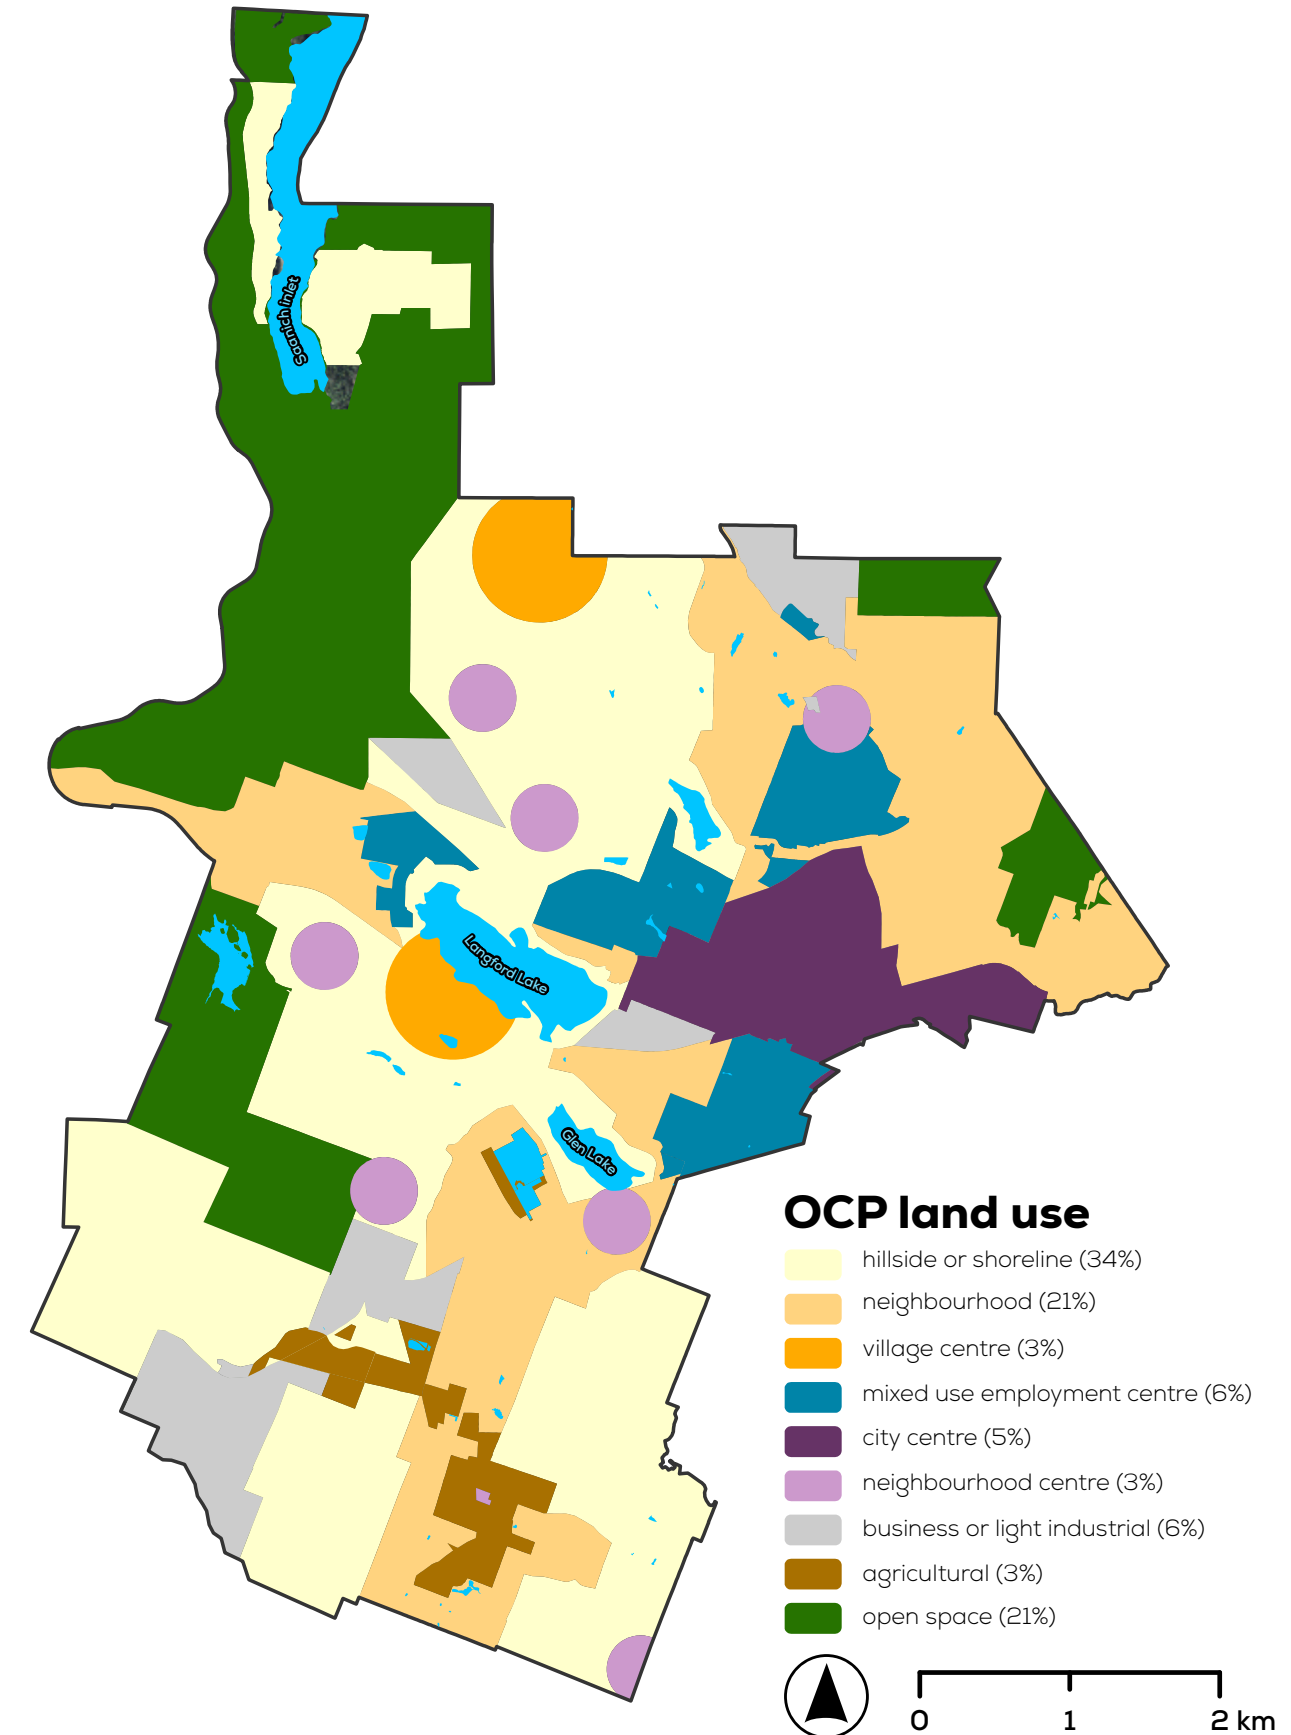 Saanich inlet
Langford Lake
Glen Lake
OCP land use
hillside or shoreline (34%)
neighbourhood (21%)
village centre (3%)
mixed use employment centre (6%)
city centre (5%)
neighbourhood centre (3%)
business or light industrial (6%)
agricultural (3%)
open space (21%)
0 1 2 km